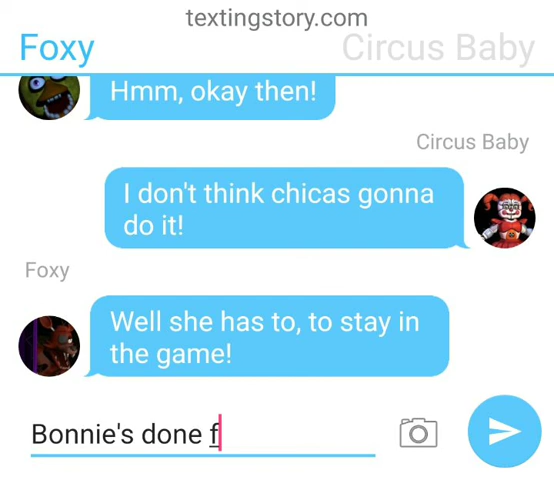 textingstory.com
Foxy Circus Baby
Hmm, okay then!
Circus Baby
I don't think chicas gonna
do it!
Foxy
Well she has to, to stay in
the game!
Bonnie's done f